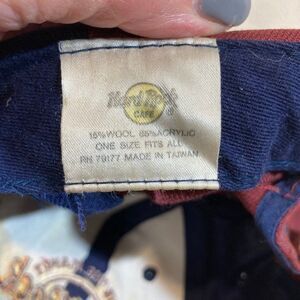 Hard Rock
CAFE
®
15% WOOL 85% ACRYLIC
ONE SIZE FITS ALL
RN 79177 MADE IN TAIWAN